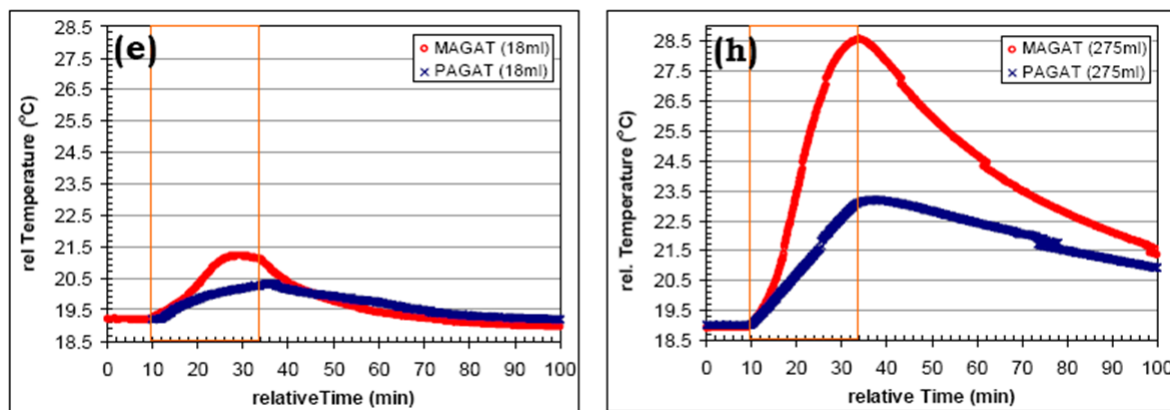 (e)
MAGAT (18ml)
PAGAT (18ml)
rel Temperature (°C)
28.5
27.5
26.5
25.5
24.5
23.5
22.5
21.5
20.5
19.5
18.5
0 10 20 30 40 50 60 70 80 90 100
relativeTime (min)
(h)
MAGAT (275ml)
PAGAT (275ml)
rel. Temperature (°C)
28.5
27.5
26.5
25.5
24.5
23.5
22.5
21.5
20.5
19.5
18.5
0 10 20 30 40 50 60 70 80 90 100
relative Time (min)